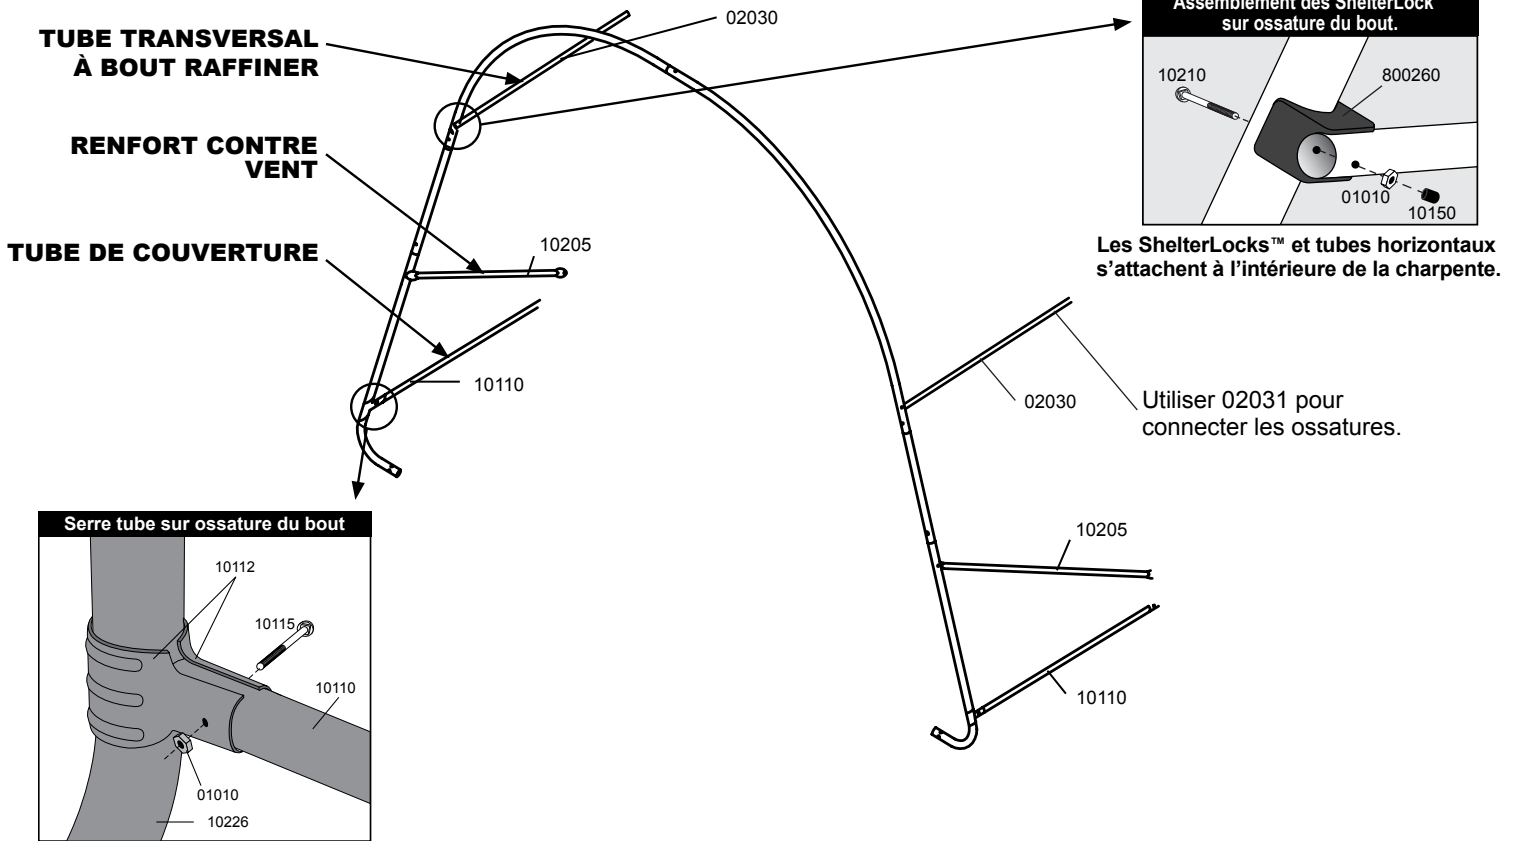 Assemblement des ShelterLock
sur ossature du bout.
02030
TUBE TRANSVERSAL
À BOUT RAFFINER
10210
800260
01010
10150
RENFORT CONTRE
VENT
Les ShelterLocks™ et tubes horizontaux
s’attachent à l’intérieure de la charpente.
TUBE DE COUVERTURE
10205
10110
02030
Utiliser 02031 pour
connecter les ossatures.
Serre tube sur ossature du bout
10112
10115
10110
01010
10226
10205
10110